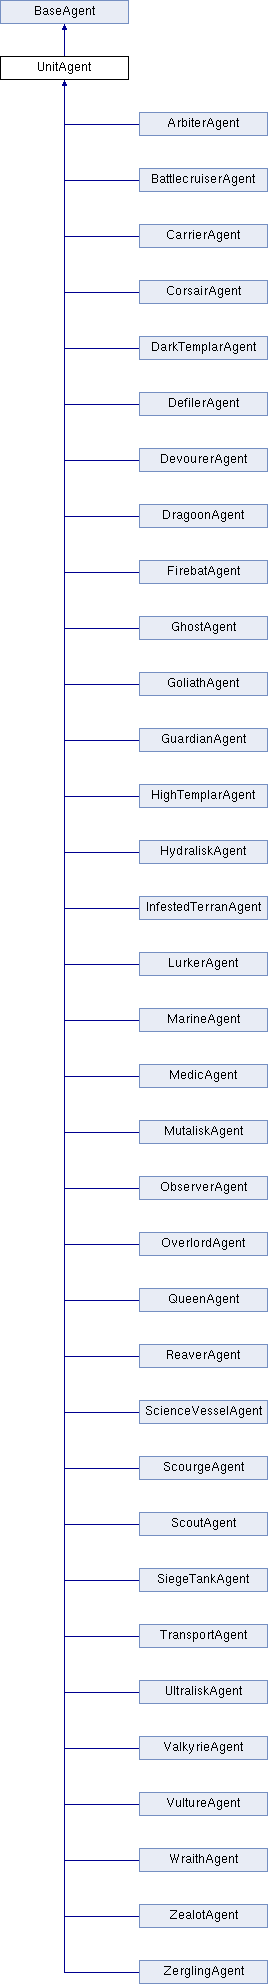 BaseAgent
UnitAgent
ArbiterAgent
BattlecruiserAgent
CarrierAgent
CorsairAgent
DarkTemplarAgent
DefilerAgent
DevourerAgent
DragoonAgent
FirebatAgent
GhostAgent
GoliathAgent
GuardianAgent
HighTemplarAgent
HydraliskAgent
InfestedTerranAgent
LurkerAgent
MarineAgent
MedicAgent
MutaliskAgent
ObserverAgent
OverlordAgent
QueenAgent
ReaverAgent
ScienceVesselAgent
ScourgeAgent
ScoutAgent
SiegeTankAgent
TransportAgent
UltraliskAgent
ValkyrieAgent
VultureAgent
WraithAgent
ZealotAgent
ZerglingAgent